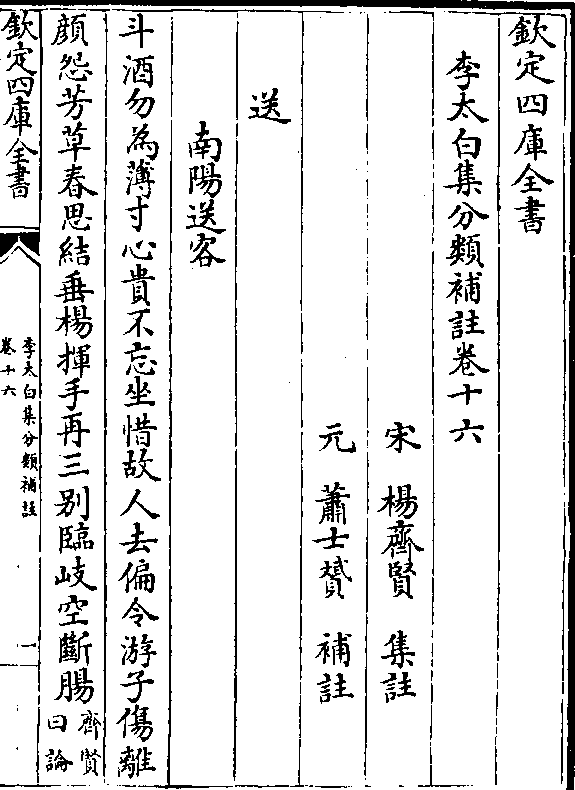 欽定四庫全書
李太白集分類補註卷十六
宋 楊齊賢 集註
元 蕭士贇 補註
送
南陽送客
斗酒勿為薄寸心貴不忘坐惜故人去偏令游子傷離
顏怨芳草春思結垂楊揮手再三别臨岐空斷腸齊賢
曰論
欽定四庫全書
李太白集分類補註
卷十六
一